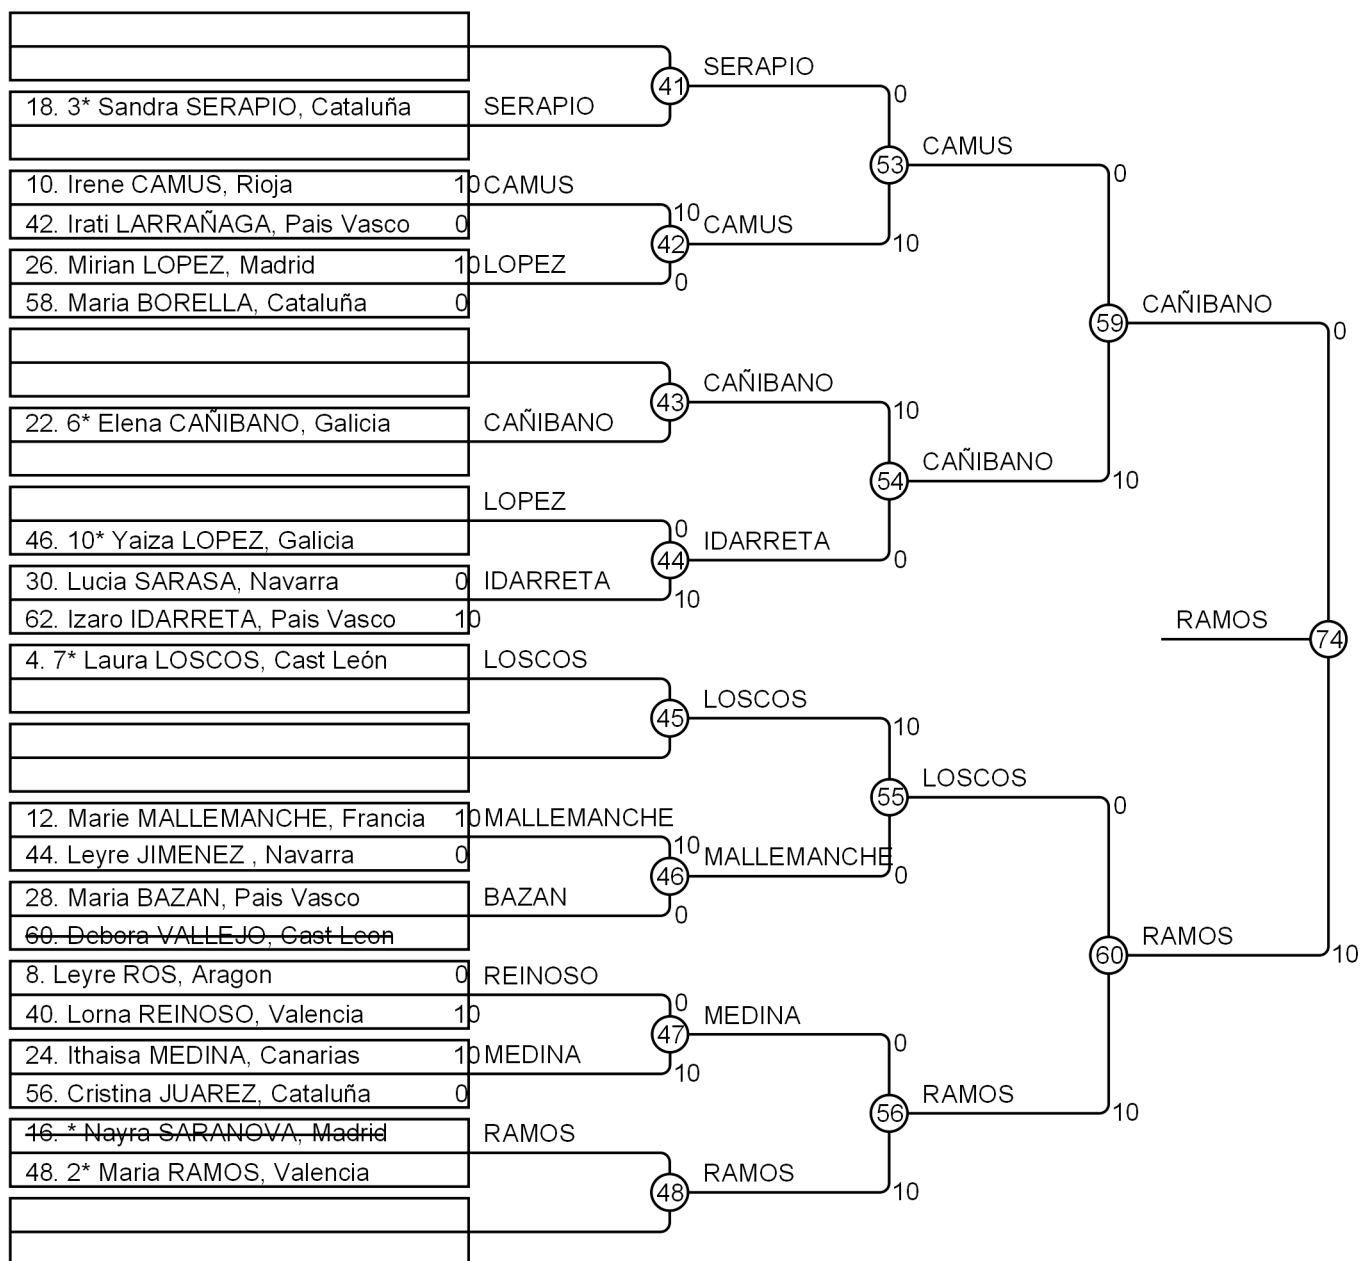 SERAPIO
41
0
18. 3* Sandra SERAPIO, Cataluña SERAPIO
CAMUS
53
0
10. Irene CAMUS, Rioja 10 CAMUS
10
CAMUS
42. Irati LARRAÑAGA, Pais Vasco 0
42
10
26. Mirian LOPEZ, Madrid 10 LOPEZ
0
58. Maria BORELLA, Cataluña 0
CAÑIBANO
59
0
CAÑIBANO
43
10
22. 6* Elena CAÑIBANO, Galicia CAÑIBANO
CAÑIBANO
54
10
LOPEZ
0
46. 10* Yaiza LOPEZ, Galicia
IDARRETA
44
0
30. Lucia SARASA, Navarra 0 IDARRETA
10
62. Izaro IDARRETA, Pais Vasco 10
RAMOS
74
4. 7* Laura LOSCOS, Cast León LOSCOS
LOSCOS
45
10
LOSCOS
55
0
12. Marie MALLEMANCHE, Francia 10 MALLEMANCHE
10
44. Leyre JIMENEZ , Navarra 0
MALLEMANCHE
46
0
28. Maria BAZAN, Pais Vasco BAZAN
0
60. Debora VALLEJO, Cast Leon
RAMOS
60
10
8. Leyre ROS, Aragon 0 REINOSO
0
40. Lorna REINOSO, Valencia 10
MEDINA
47
0
24. Ithaisa MEDINA, Canarias 10 MEDINA
10
56. Cristina JUAREZ, Cataluña 0
RAMOS
56
10
16. * Nayra SARANOVA, Madrid RAMOS
48. 2* Maria RAMOS, Valencia
RAMOS
48
10